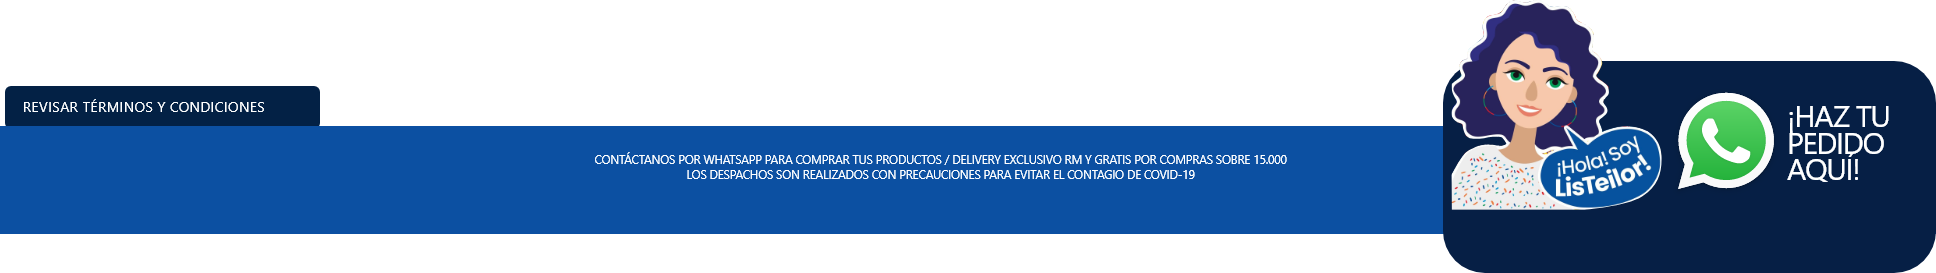 REVISAR TÉRMINOS Y CONDICIONES
CONTÁCTANOS POR WHATSAPP PARA COMPRAR TUS PRODUCTOS / DELIVERY EXCLUSIVO RM Y GRATIS POR COMPRAS SOBRE 15.000
LOS DESPACHOS SON REALIZADOS CON PRECAUCIONES PARA EVITAR EL CONTAGIO DE COVID-19
¡Hola! Soy
LisTeilor!
¡HAZ TU
PEDIDO
AQUÍ!